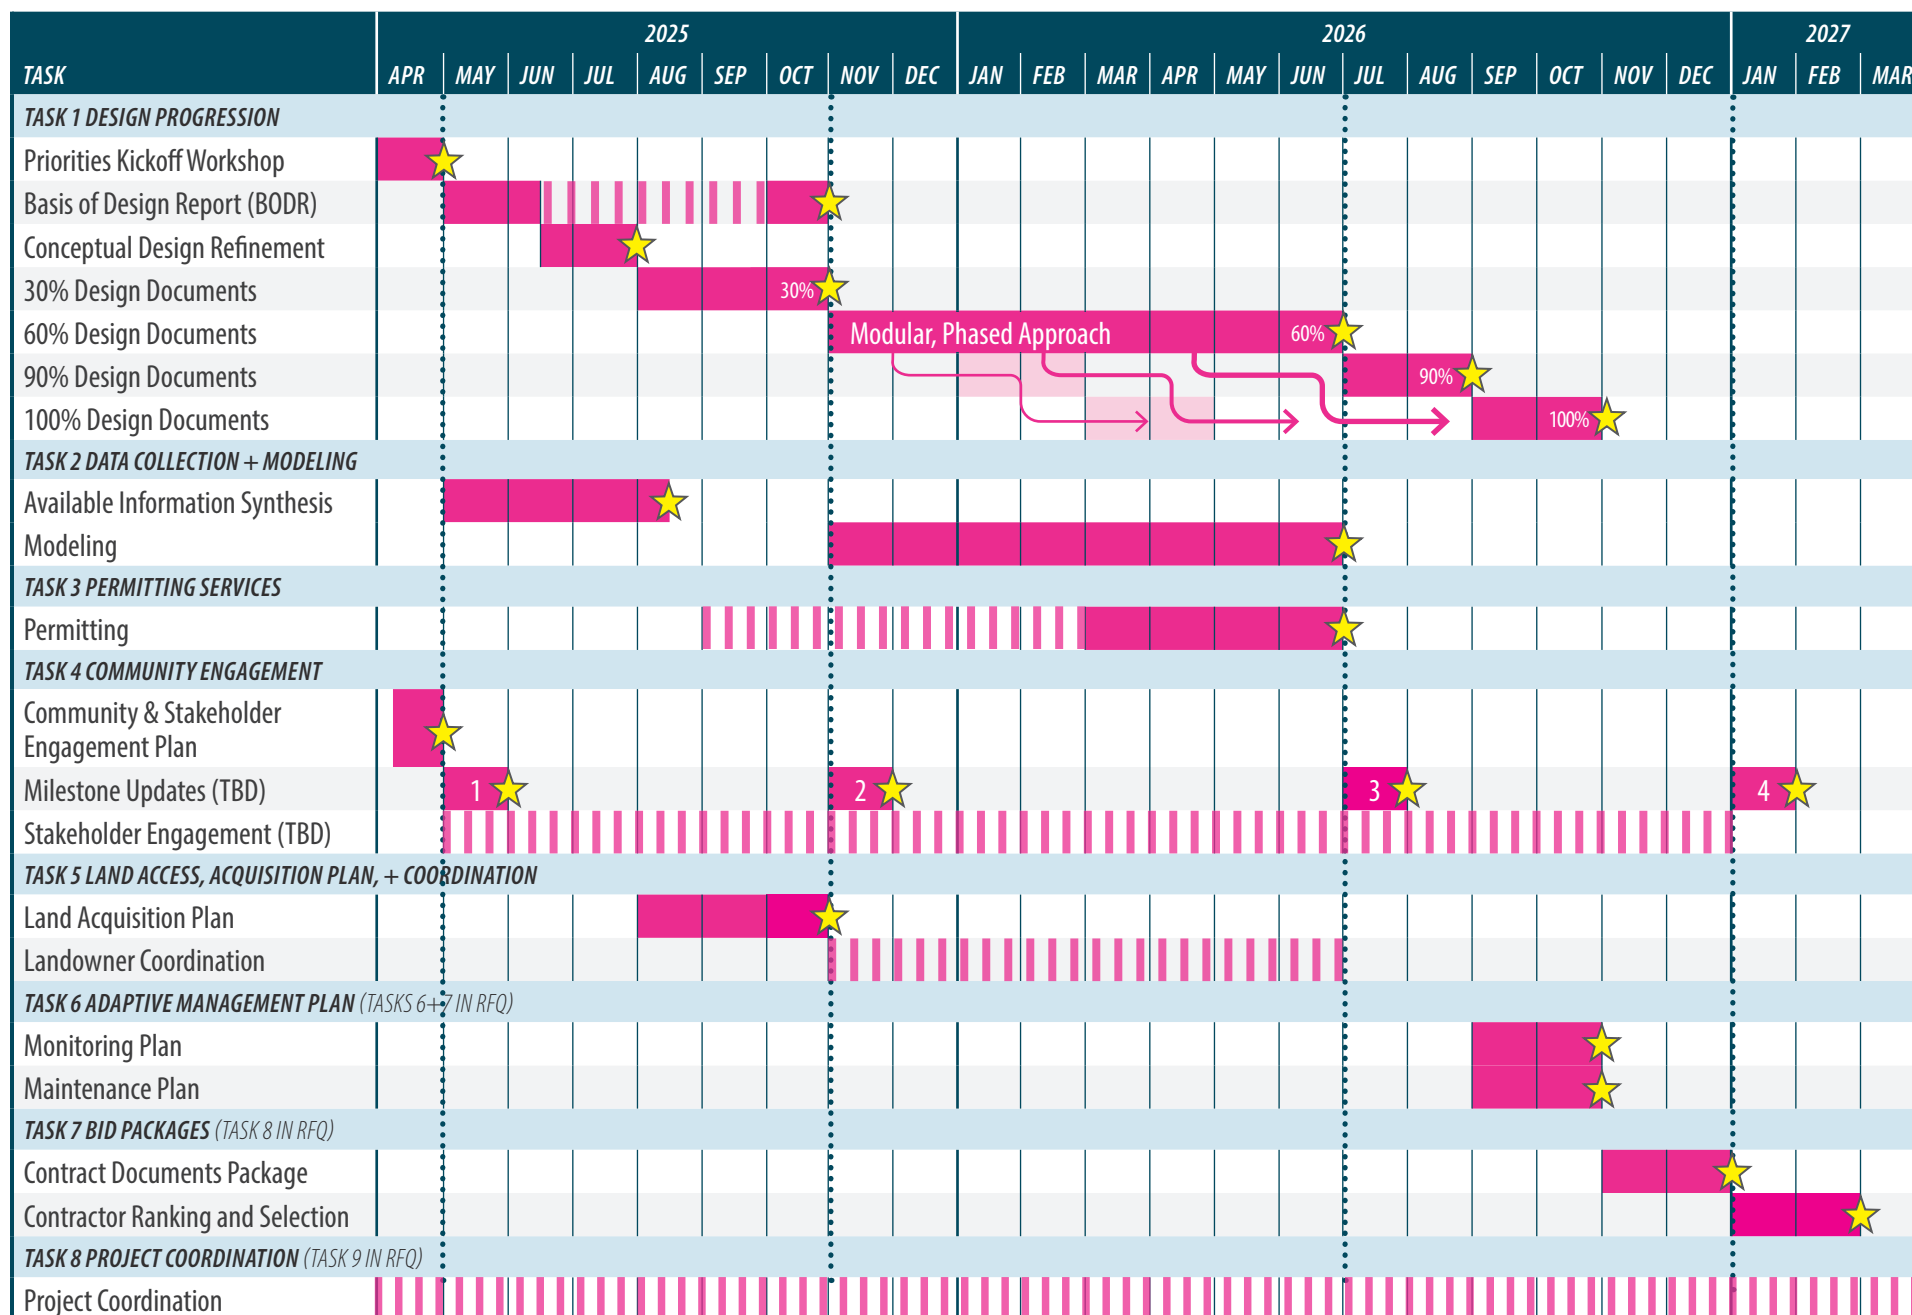 2025 2026 2027
TASK APR MAY JUN JUL AUG SEP OCT NOV DEC JAN FEB MAR APR MAY JUN JUL AUG SEP OCT NOV DEC JAN FEB MAR
TASK 1 DESIGN PROGRESSION
Priorities Kickoff Workshop
Basis of Design Report (BODR)
Conceptual Design Refinement
30% Design Documents 30%
60% Design Documents Modular, Phased Approach 60%
90% Design Documents 90%
100% Design Documents 100%
TASK 2 DATA COLLECTION + MODELING
Available Information Synthesis
Modeling
TASK 3 PERMITTING SERVICES
Permitting
TASK 4 COMMUNITY ENGAGEMENT
Community & Stakeholder
Engagement Plan
Milestone Updates (TBD) 1 2 3 4
Stakeholder Engagement (TBD)
TASK 5 LAND ACCESS, ACQUISITION PLAN, + COORDINATION
Land Acquisition Plan
Landowner Coordination
TASK 6 ADAPTIVE MANAGEMENT PLAN (TASKS 6+7 IN RFQ)
Monitoring Plan
Maintenance Plan
TASK 7 BID PACKAGES (TASK 8 IN RFQ)
Contract Documents Package
Contractor Ranking and Selection
TASK 8 PROJECT COORDINATION (TASK 9 IN RFQ)
Project Coordination